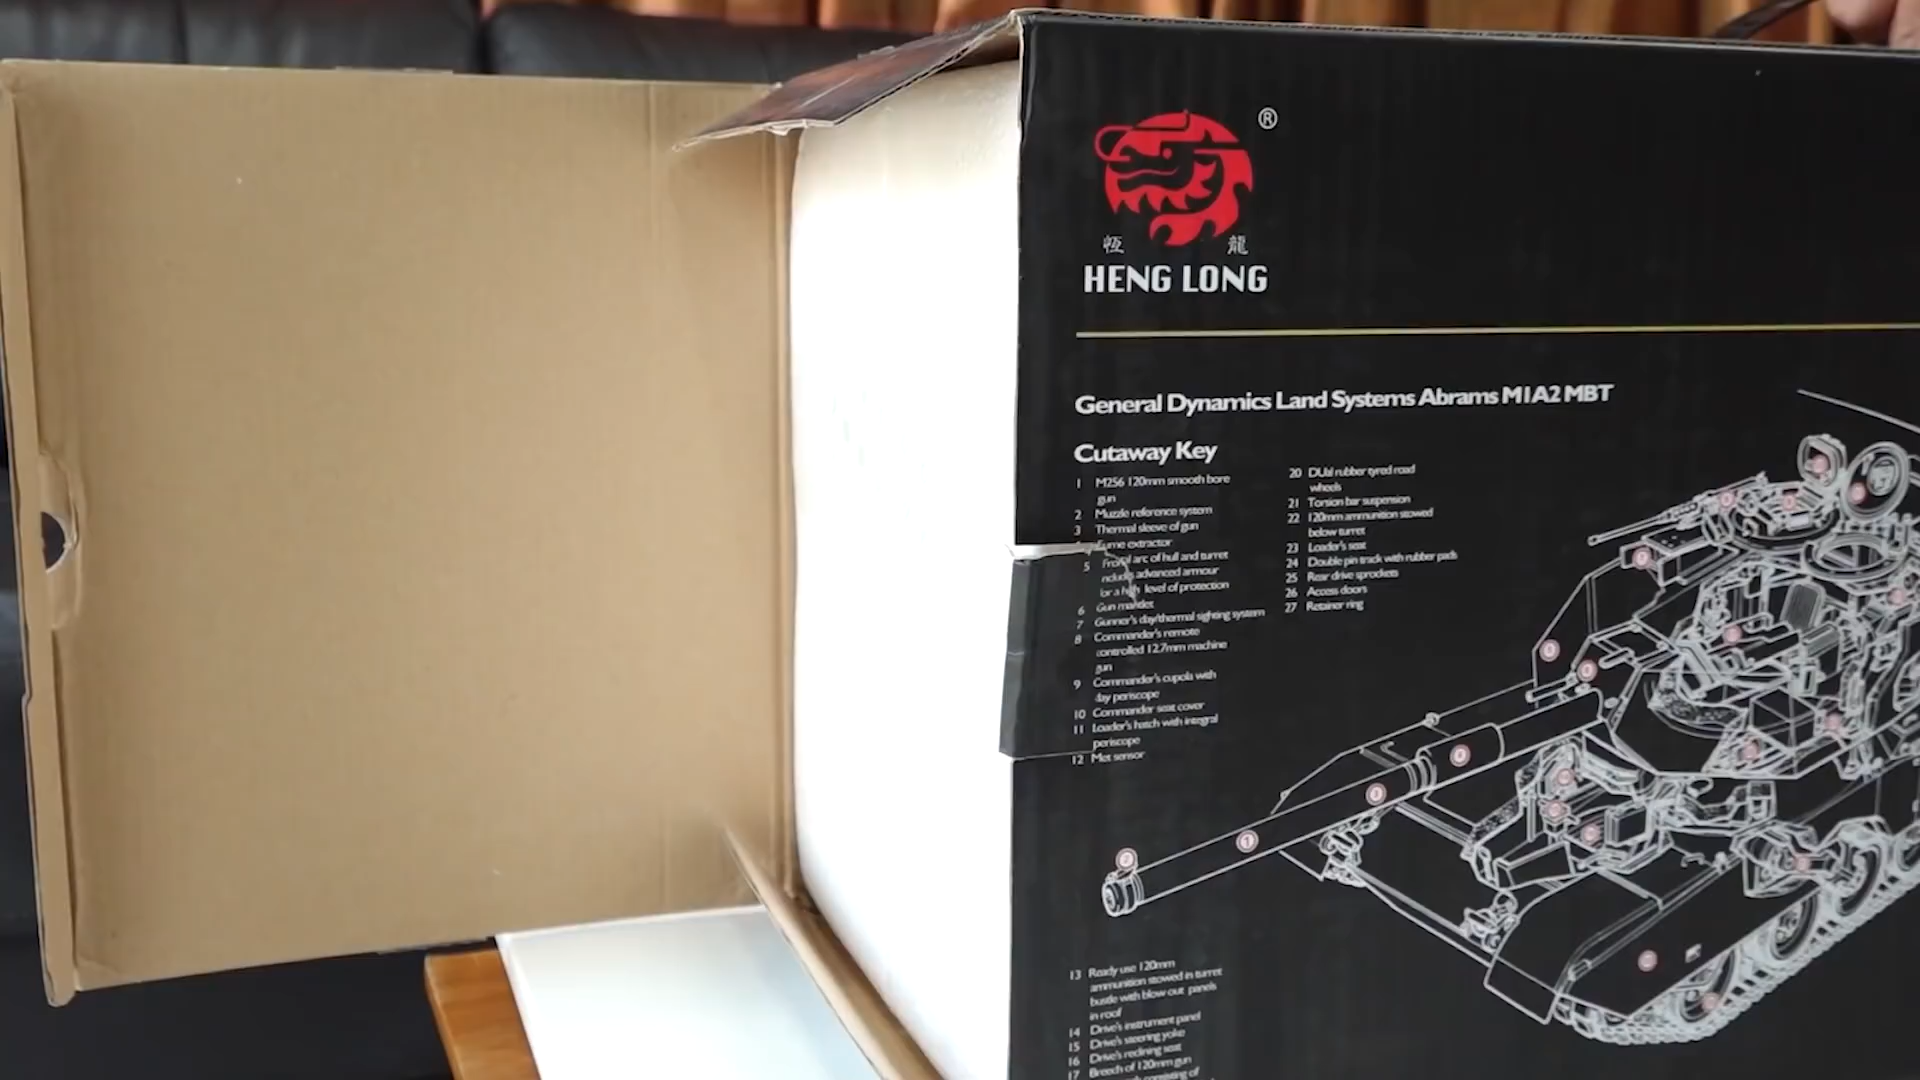 ®
恆 龍
HENG LONG
General Dynamics Land Systems Abrams M1A2 MBT
Cutaway Key
1 M256 120mm smooth bore
gun
2 Muzzle reference system
3 Thermal sleeve of gun
Fume extractor
5 Frontal arc of hull and turret
includes advanced armour
for a high level of protection
6 Gun mantlet
7 Gunner's day/thermal sighting system
8 Commander's remote
controlled 12.7mm machine
gun
9 Commander's cupola with
day periscope
10 Commander seat cover
11 Loader's hatch with integral
periscope
12 Met sensor
20 DUal rubber tyred road
wheels
21 Torsion bar suspension
22 120mm ammunition stowed
below turret
23 Loader's seat
24 Double pin track with rubber pads
25 Rear drive sprockets
26 Access doors
27 Retainer ring
13 Ready use 120mm
ammunition stowed in turret
bustle with blow out panels
in roof
14 Drive's instrument panel
15 Drive's steering yoke
16 Drive's reclining seat
17 Breech of 120mm gun
consisting of